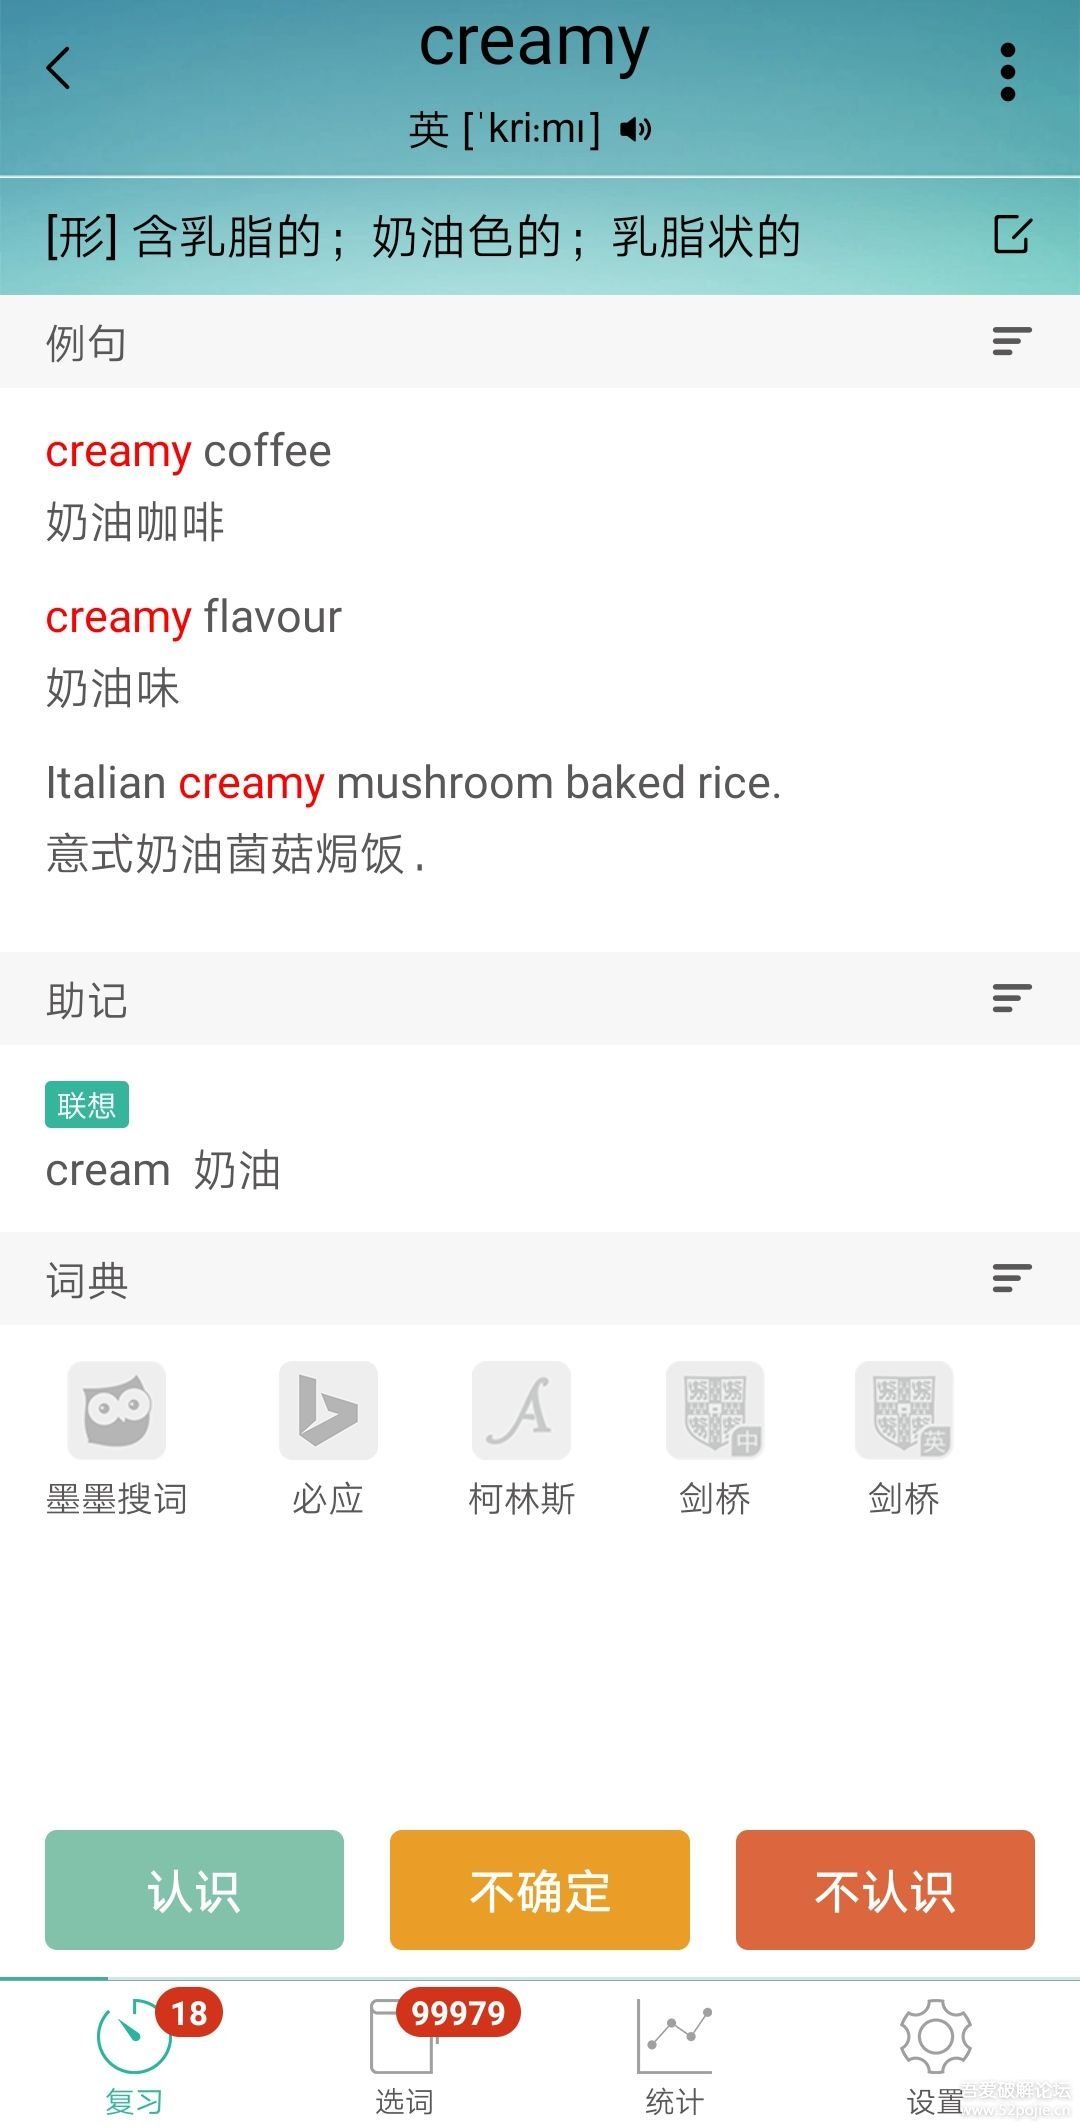 creamy
英 [ˈkri:mɪ]
[形] 含乳脂的；奶油色的；乳脂状的
例句
creamy coffee
奶油咖啡
creamy flavour
奶油味
Italian creamy mushroom baked rice.
意式奶油菌菇焗饭 .
助记
联想
cream 奶油
词典
中 英
墨墨搜词 必应 柯林斯 剑桥 剑桥
认识 不确定 不认识
18 99979
复习 选词 统计 设置
吾爱破解论坛
www.52pojie.cn